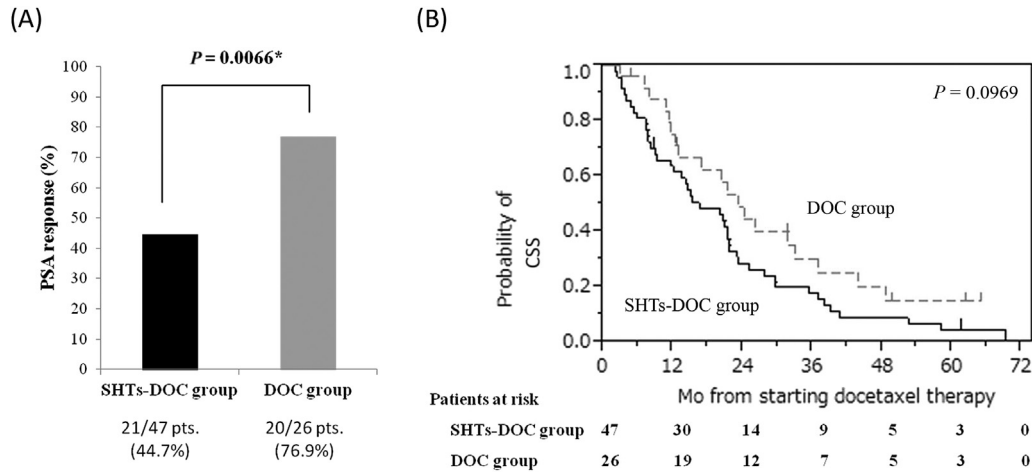 (A)
P = 0.0066*
100
90
80
70
60
50
40
30
20
10
0
PSA response (%)
SHTs-DOC group
DOC group
21/47 pts.
(44.7%)
20/26 pts.
(76.9%)
(B)
P = 0.0969
1.0
0.8
0.6
0.4
0.2
0.0
Probability of
CSS
DOC group
SHTs-DOC group
0 12 24 36 48 60 72
Mo from starting docetaxel therapy
Patients at risk
SHTs-DOC group 47 30 14 9 5 3 0
DOC group 26 19 12 7 5 3 0